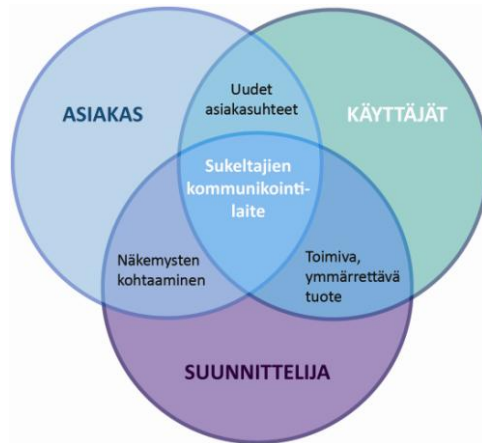 Uudet
asiakasuhteet
ASIAKAS
KÄYTTÄJÄT
Sukeltajien
kommunikointi-
laite
Näkemysten
kohtaaminen
Toimiva,
ymmärrettävä
tuote
SUUNNITTELIJA